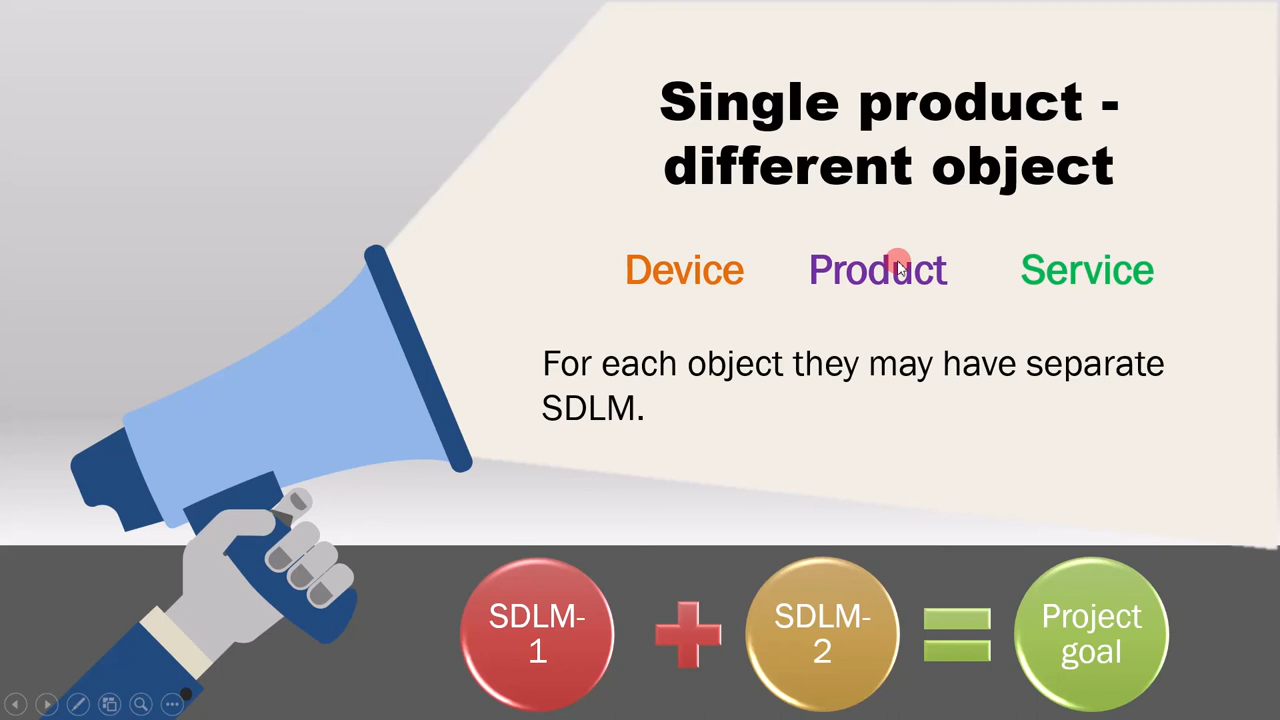 Single product -
different object
Device Product Service
For each object they may have separate
SDLM.
SDLM-
1
SDLM-
2
Project
goal